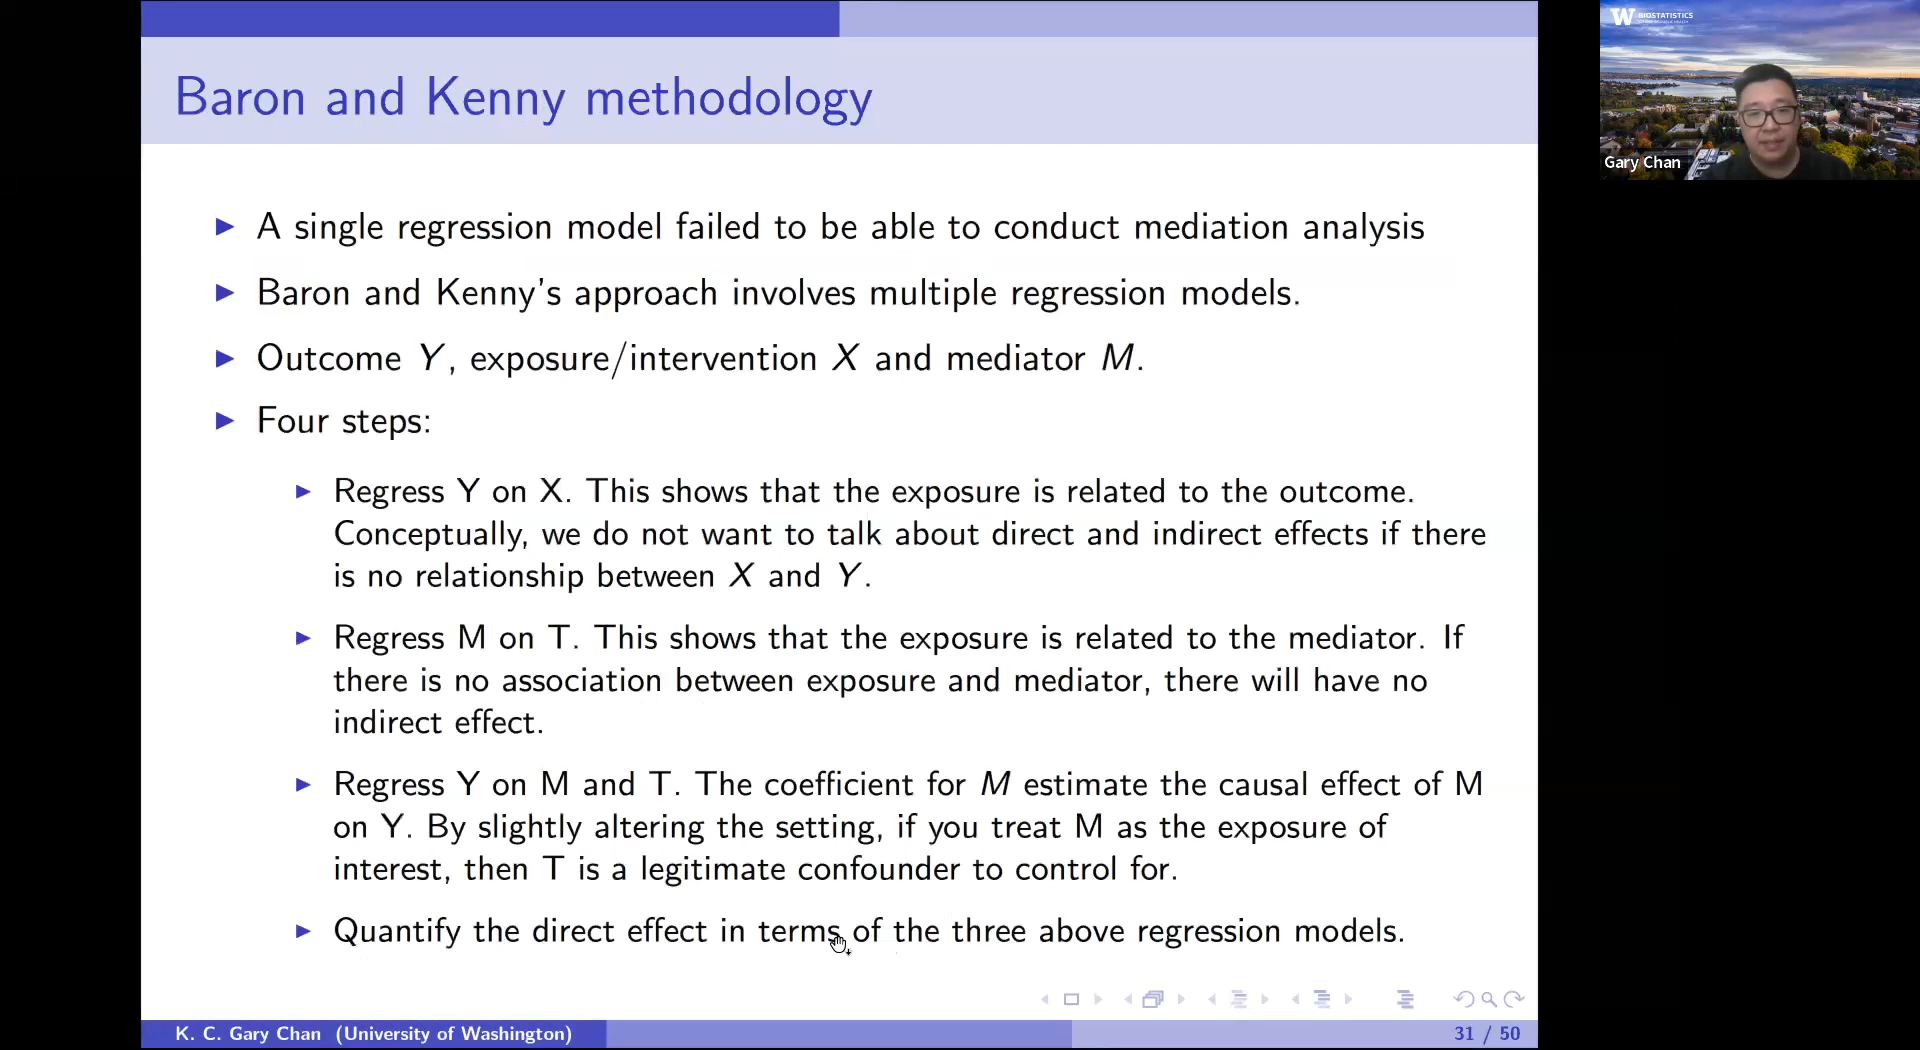 Baron and Kenny methodology
A single regression model failed to be able to conduct mediation analysis
Baron and Kenny's approach involves multiple regression models.
Outcome Y, exposure/intervention X and mediator M.
Four steps:
Regress Y on X. This shows that the exposure is related to the outcome.
Conceptually, we do not want to talk about direct and indirect effects if there
is no relationship between X and Y.
Regress M on T. This shows that the exposure is related to the mediator. If
there is no association between exposure and mediator, there will have no
indirect effect.
Regress Y on M and T. The coefficient for M estimate the causal effect of M
on Y. By slightly altering the setting, if you treat M as the exposure of
interest, then T is a legitimate confounder to control for.
Quantify the direct effect in terms of the three above regression models.
K. C. Gary Chan (University of Washington)
31 / 50
W BIOSTATISTICS
Gary Chan